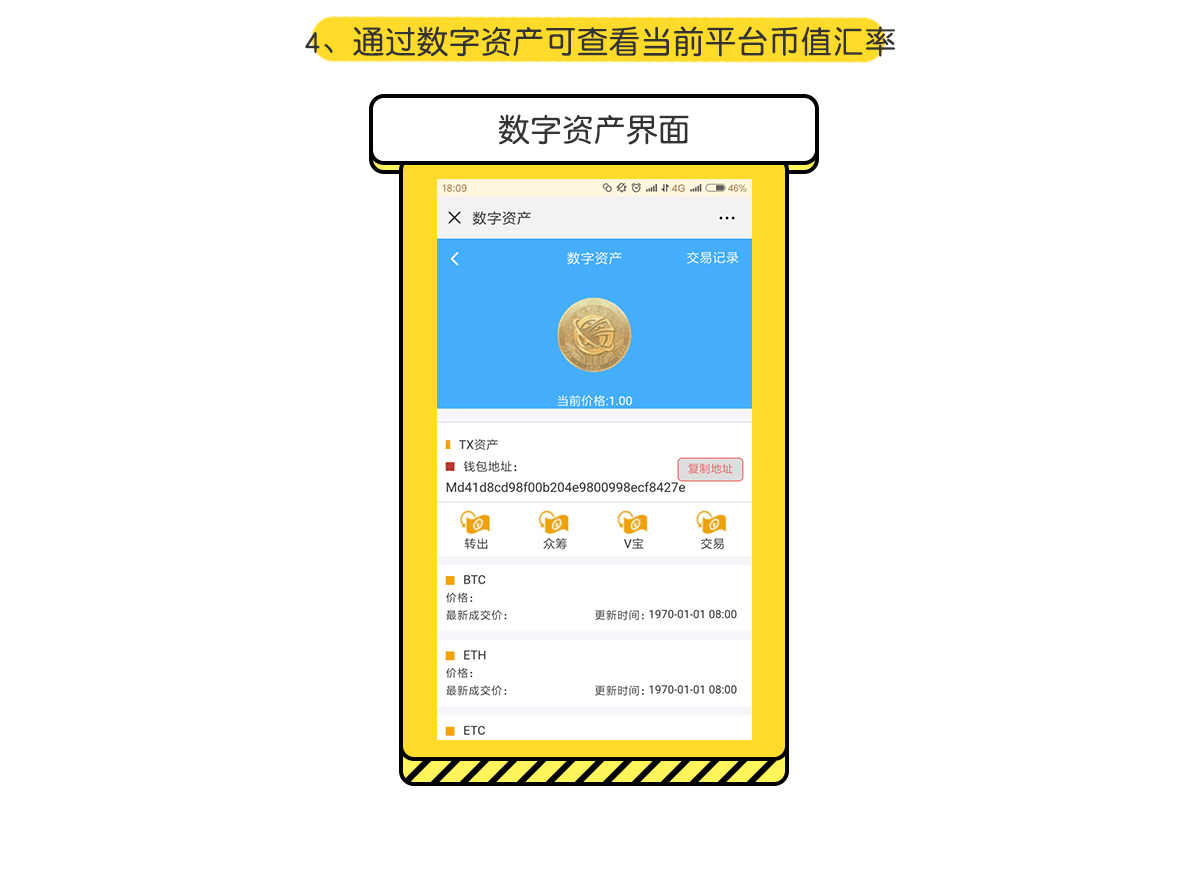 4、通过数字资产可查看当前平台币值汇率
数字资产界面
18:09 4G 46%
数字资产 ...
数字资产 交易记录
当前价格:1.00
TX资产
钱包地址： 复制地址
Md41d8cd98f00b204e9800998ecf8427e
转出 众筹 V宝 交易
BTC
价格：
最新成交价： 更新时间：1970-01-01 08:00
ETH
价格：
最新成交价： 更新时间：1970-01-01 08:00
ETC